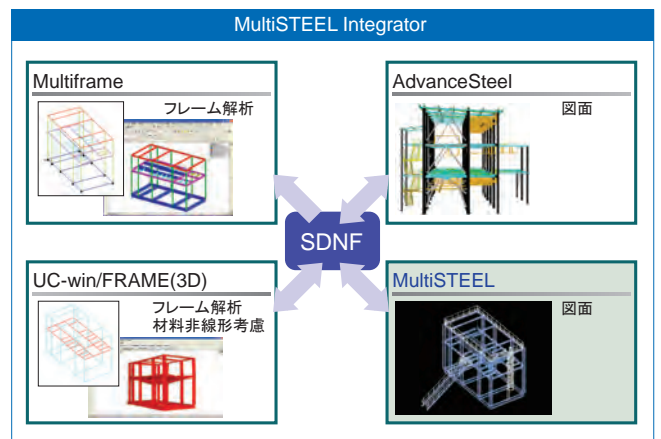 MultiSTEEL Integrator
Multiframe
フレーム解析
AdvanceSteel
図面
SDNF
UC-win/FRAME(3D)
フレーム解析
材料非線形考慮
MultiSTEEL
図面